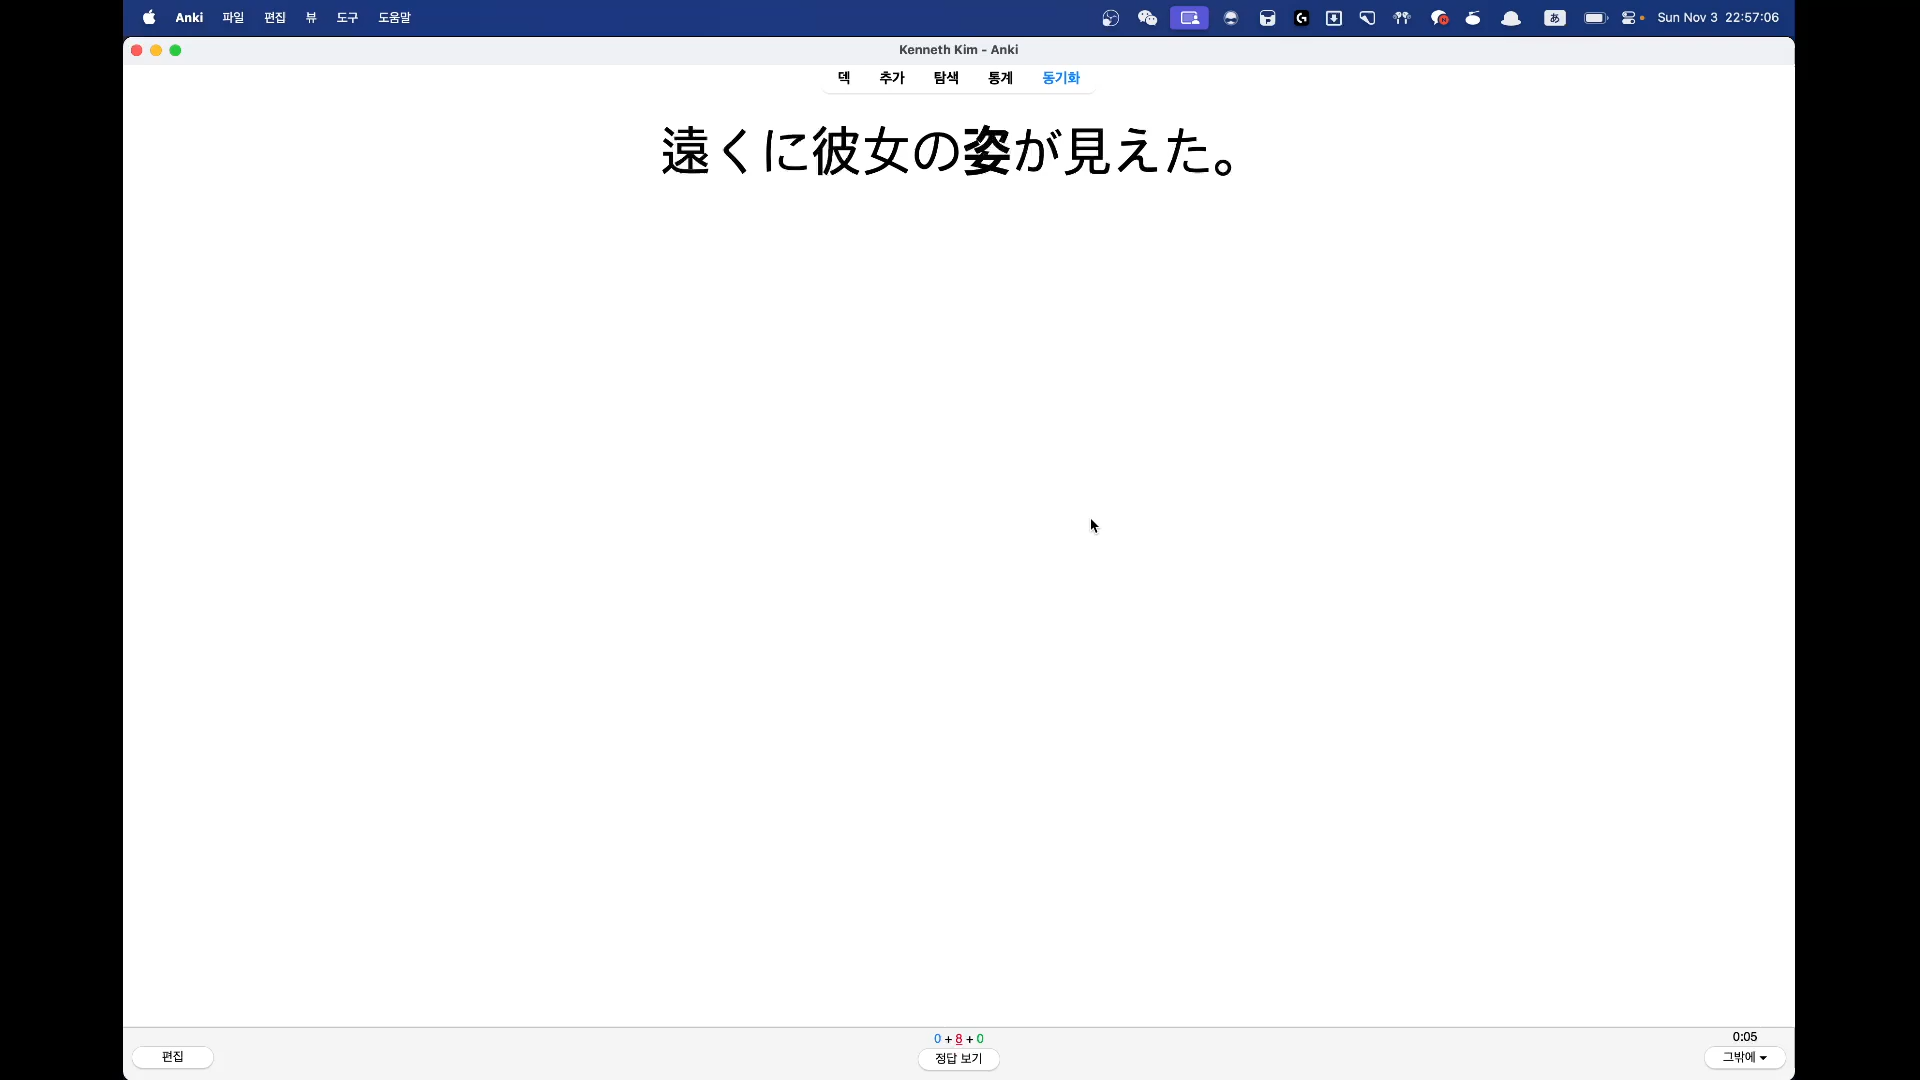 Anki 파일 편집 뷰 도구 도움말 あ Sun Nov 3 22:57:06
Kenneth Kim - Anki
덱 추가 탐색 통계 동기화
遠くに彼女の姿が見えた。
0 + 8 + 0
0:05
편집 정답 보기 그밖에